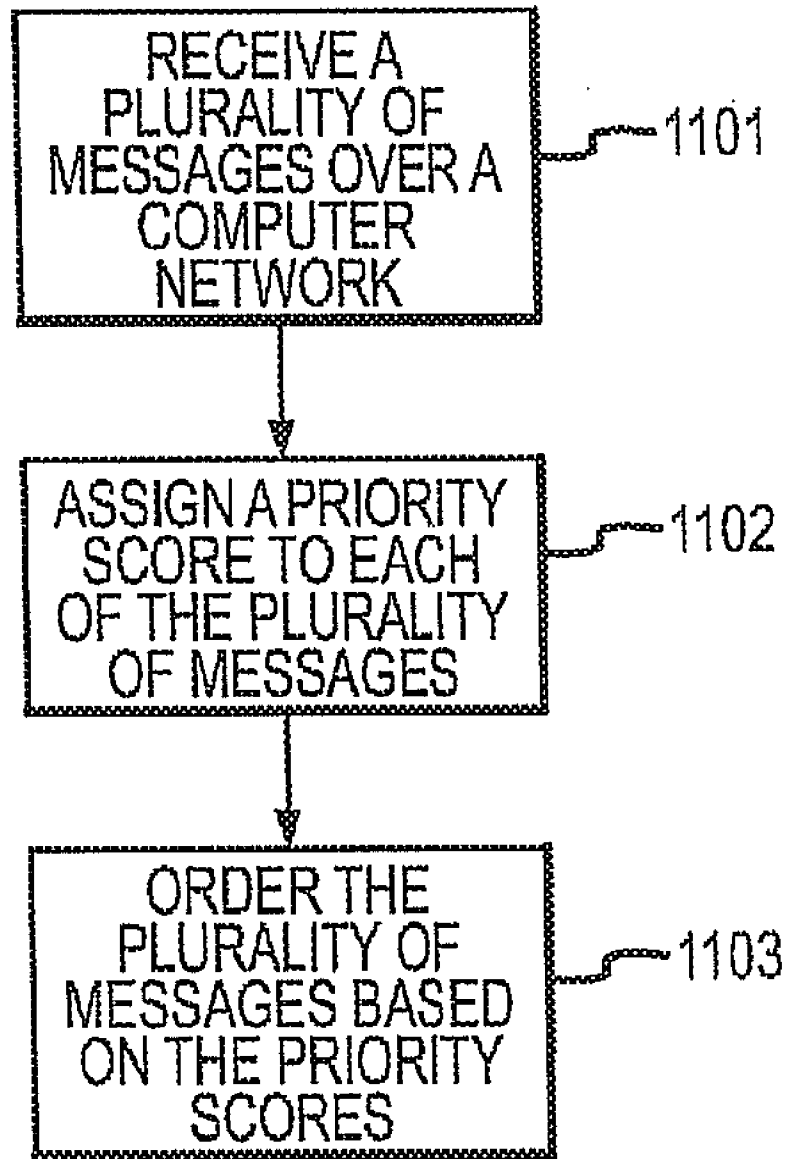 RECEIVE A
PLURALITY OF
MESSAGES OVER A
COMPUTER
NETWORK
1101
ASSIGN A PRIORITY
SCORE TO EACH
OF THE PLURALITY
OF MESSAGES
1102
ORDER THE
PLURALITY OF
MESSAGES BASED
ON THE PRIORITY
SCORES
1103